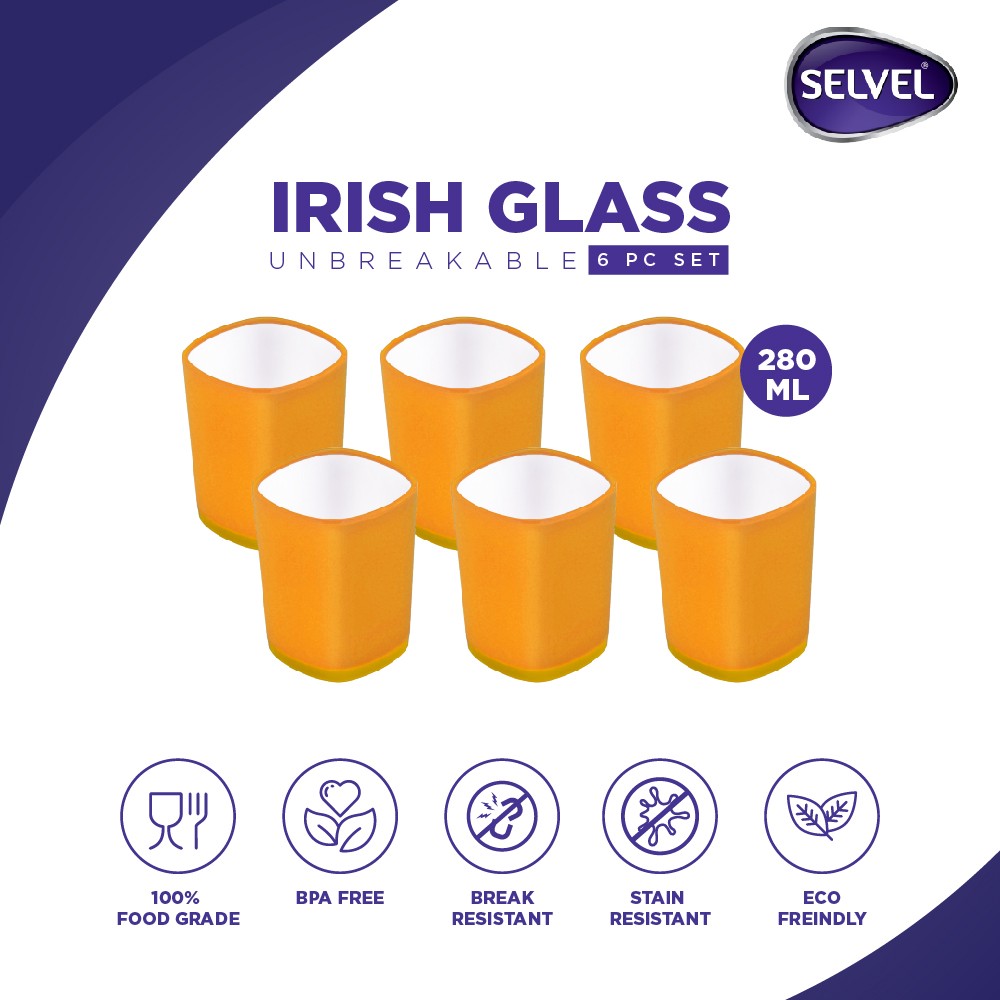 SELVEL®
IRISH GLASS
UNBREAKABLE 6 PC SET
280
ML
100%
FOOD GRADE
BPA FREE
BREAK
RESISTANT
STAIN
RESISTANT
ECO
FREINDLY